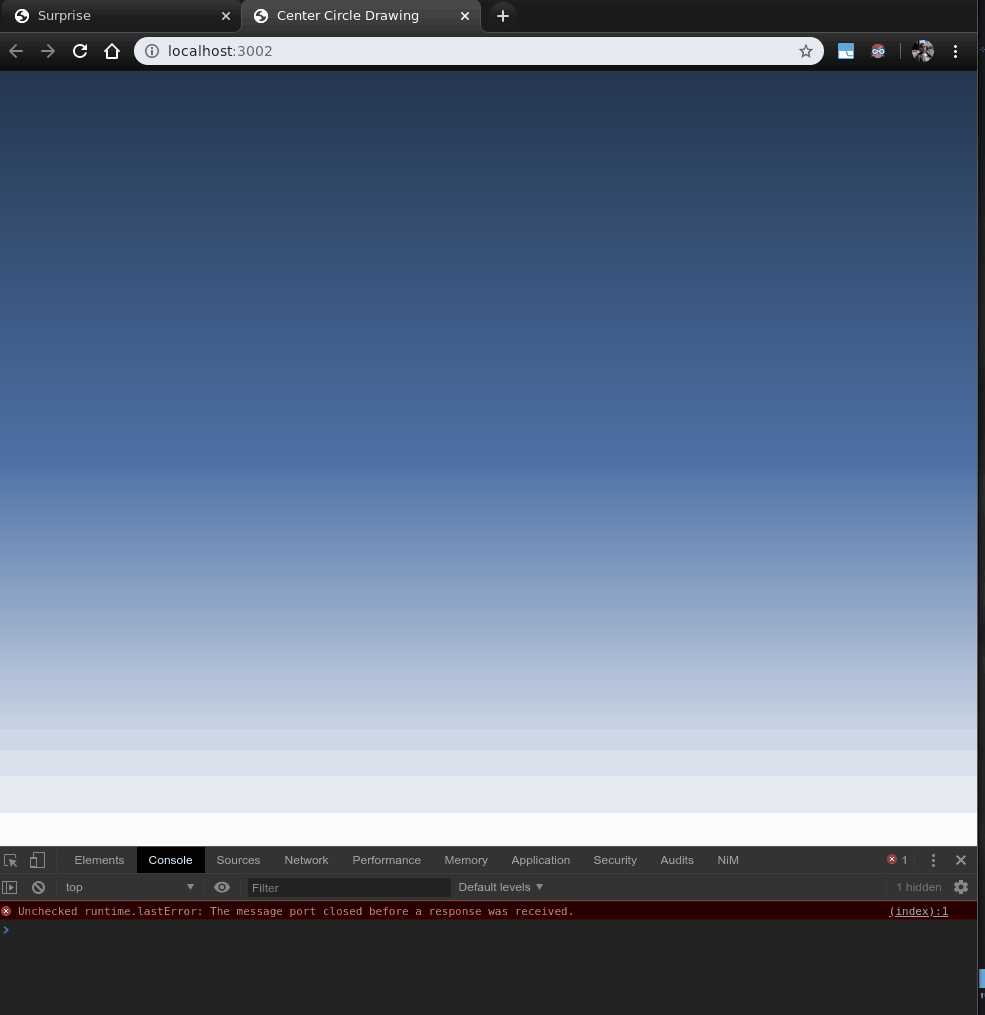 Surprise
Center Circle Drawing
localhost:3002
Elements Console Sources Network Performance Memory Application Security Audits NiM 1
top Filter Default levels 1 hidden
Unchecked runtime.lastError: The message port closed before a response was received. (index):1